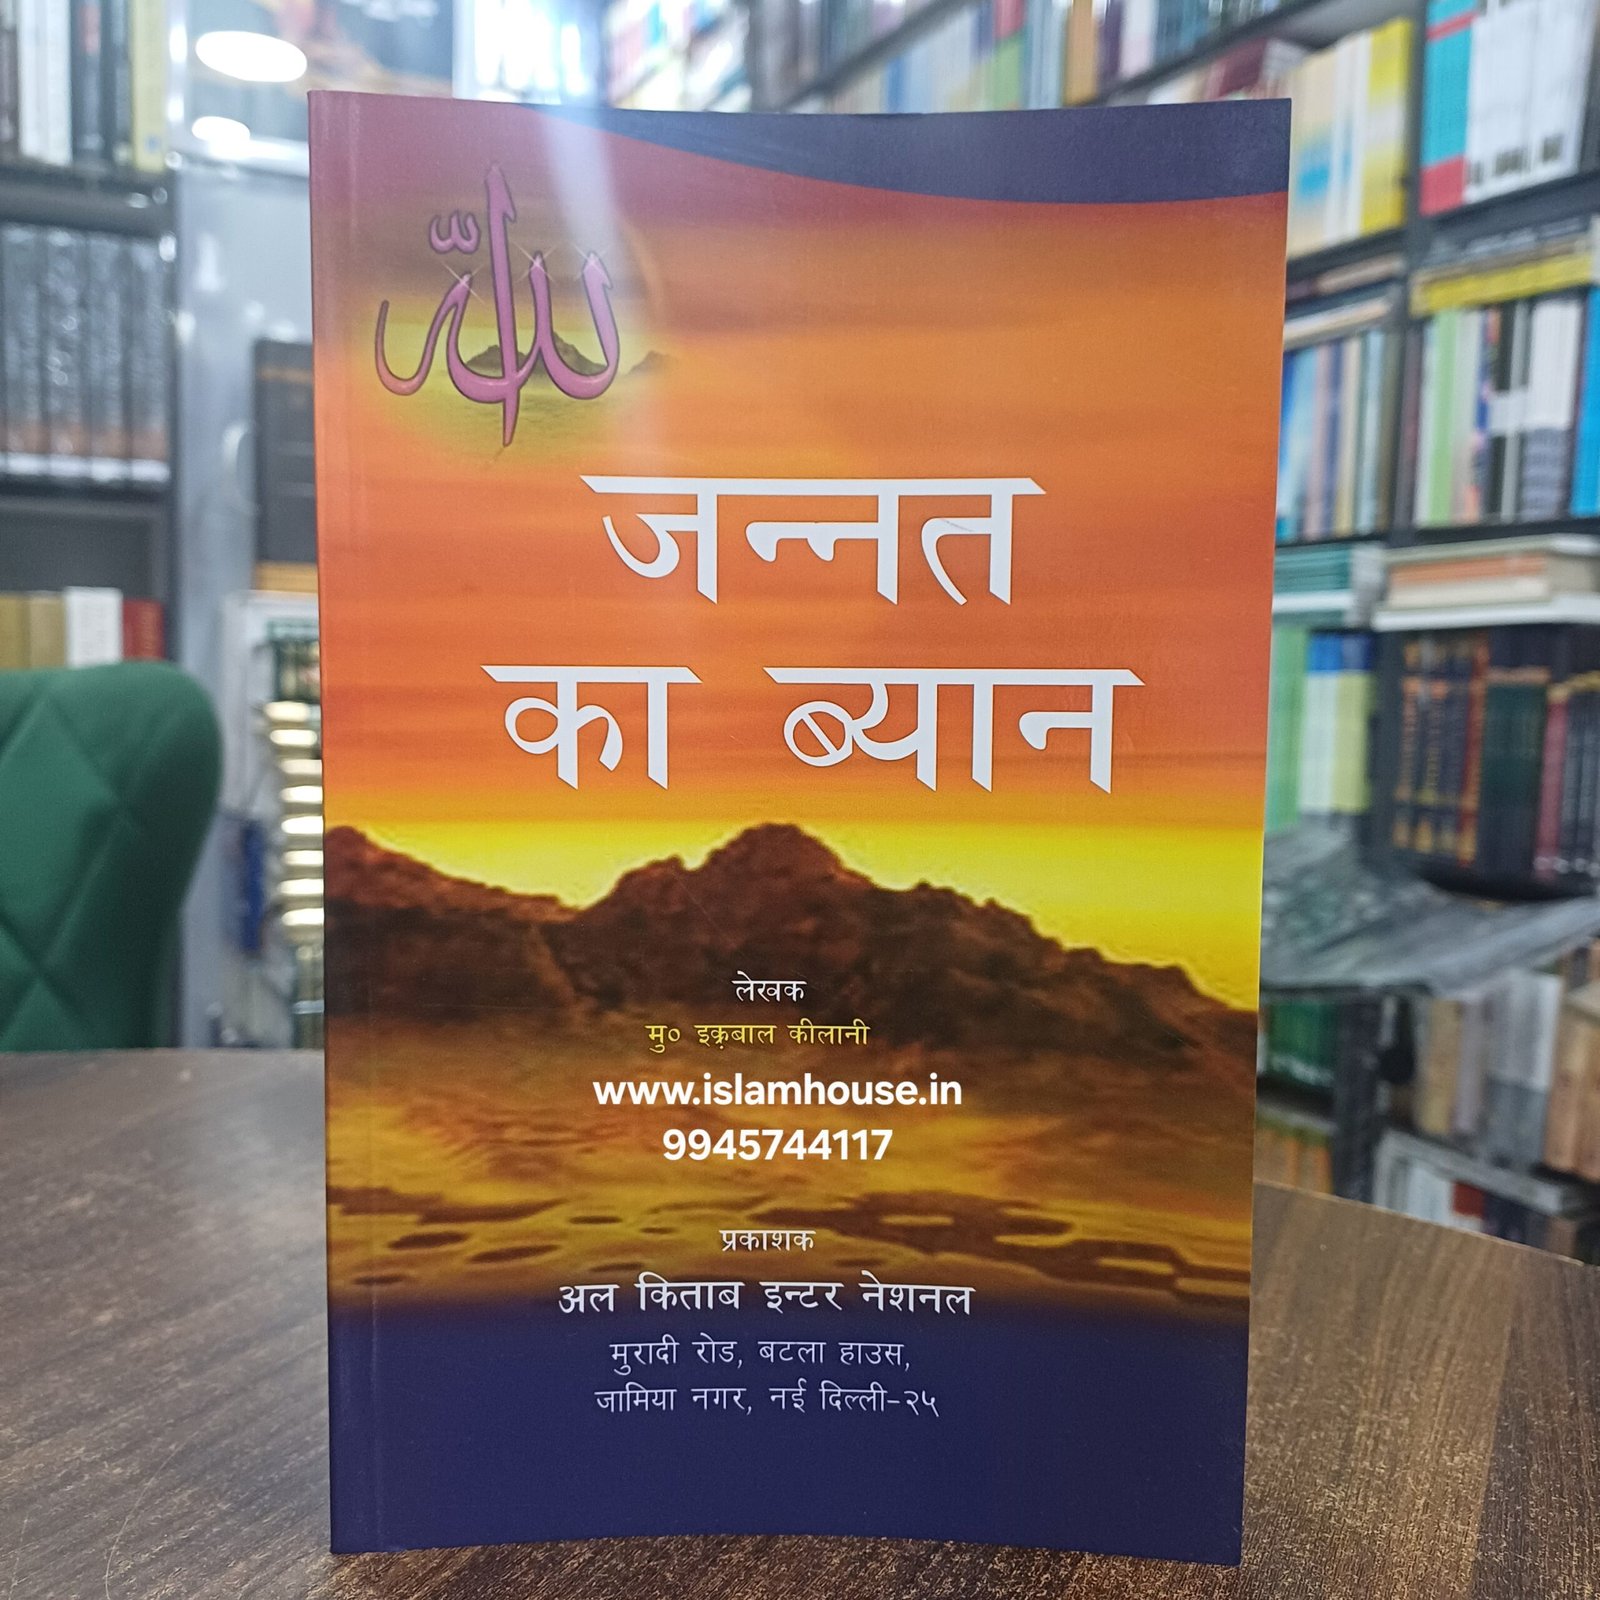 الله
जन्नत
का ब्यान
लेखक
मु० इक़बाल कीलानी
www.islamhouse.in
9945744117
प्रकाशक
अल किताब इन्टर नेशनल
मुरादी रोड, बटला हाउस,
जामिया नगर, नई दिल्ली-२५